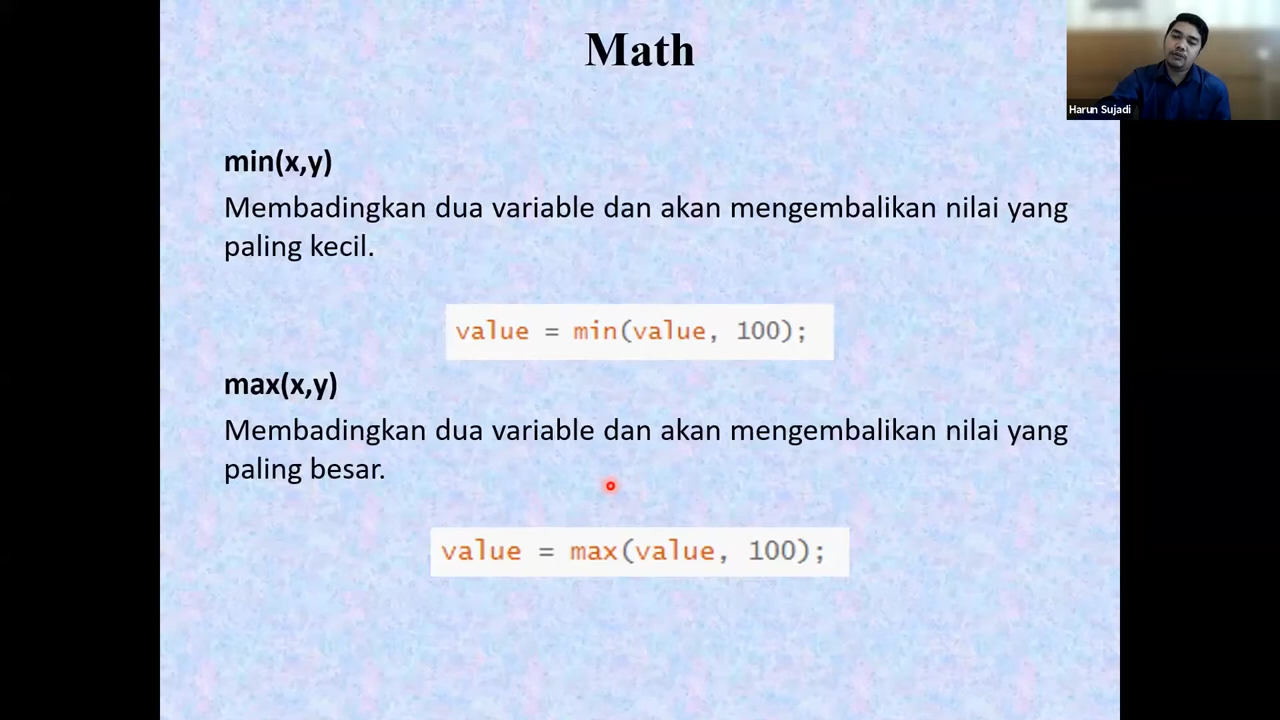 Math
Harun Sujadi
min(x,y)
Membadingkan dua variable dan akan mengembalikan nilai yang
paling kecil.
value = min(value, 100);
max(x,y)
Membadingkan dua variable dan akan mengembalikan nilai yang
paling besar.
value = max(value, 100);